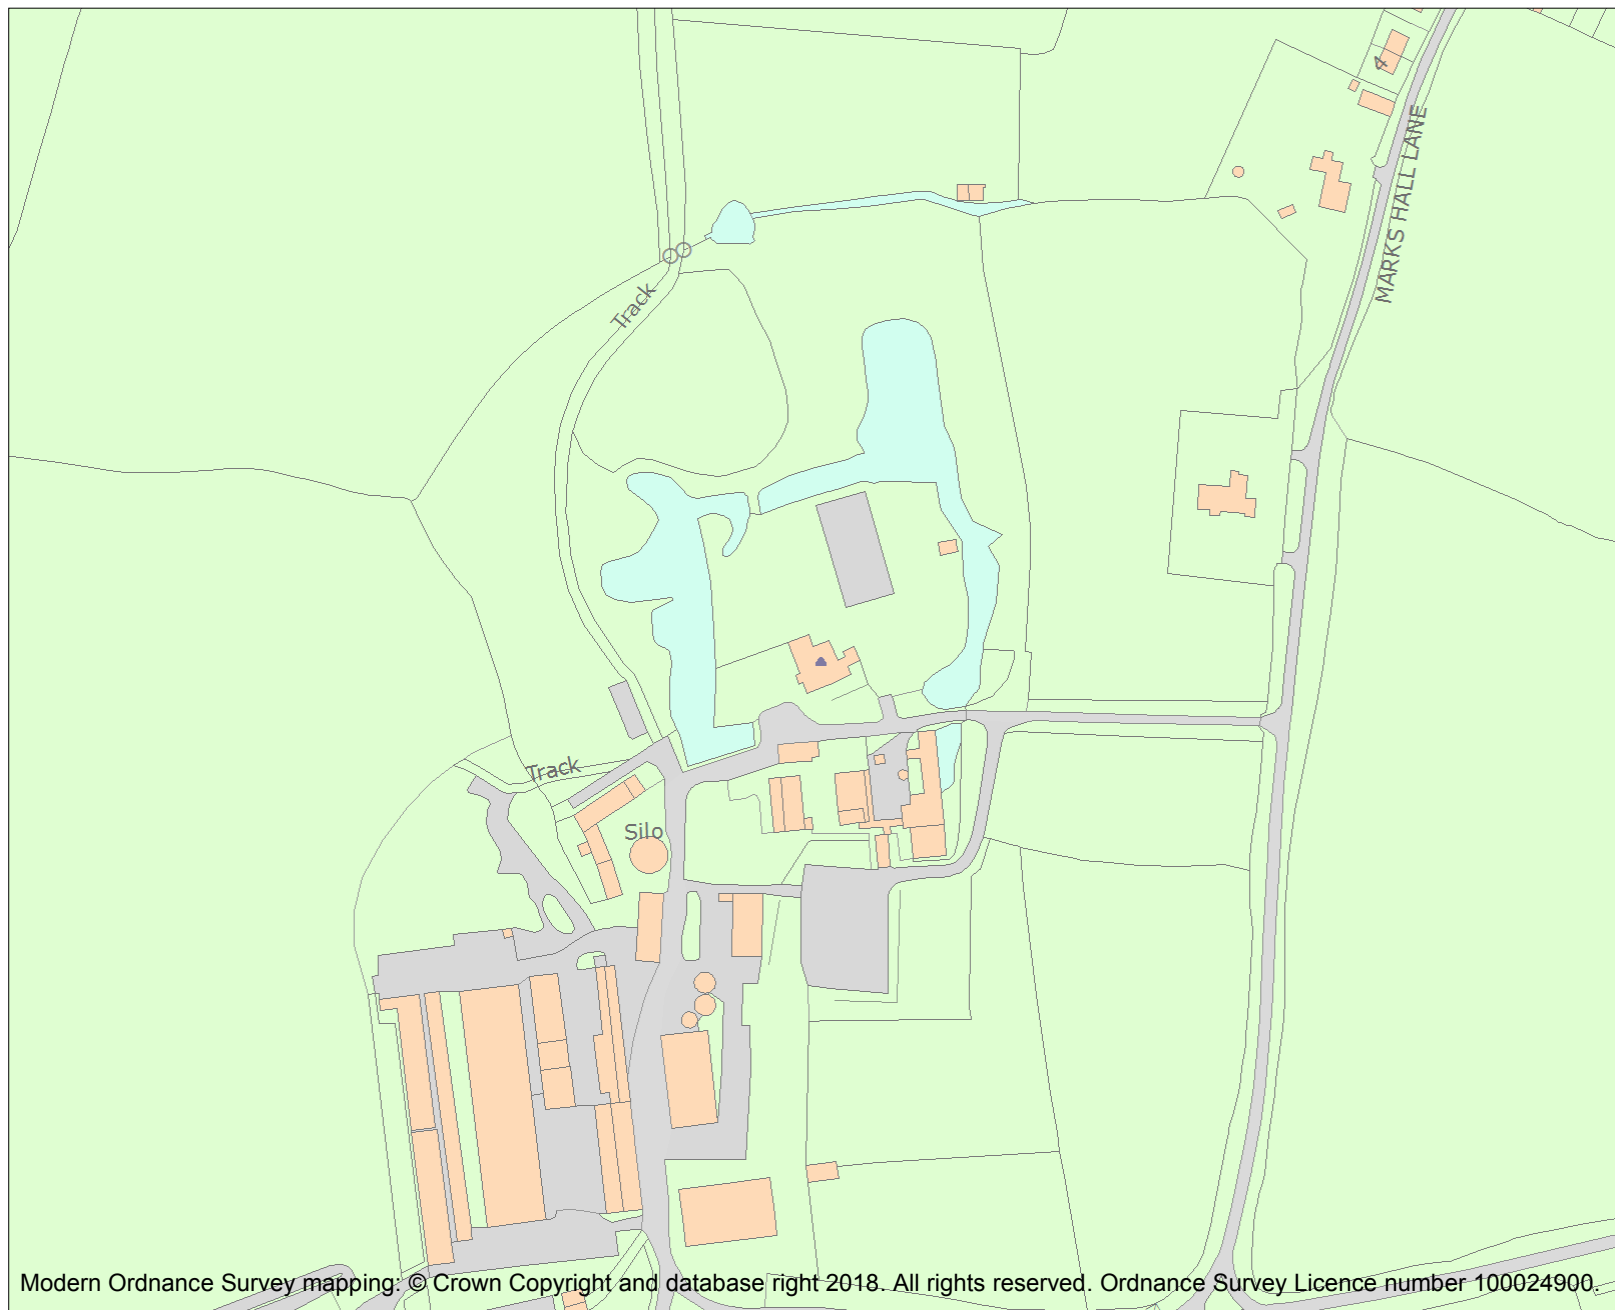 4
MARKS HALL LANE
Track
Track
Silo
Modern Ordnance Survey mapping: © Crown Copyright and database right 2018. All rights reserved. Ordnance Survey Licence number 100024900.